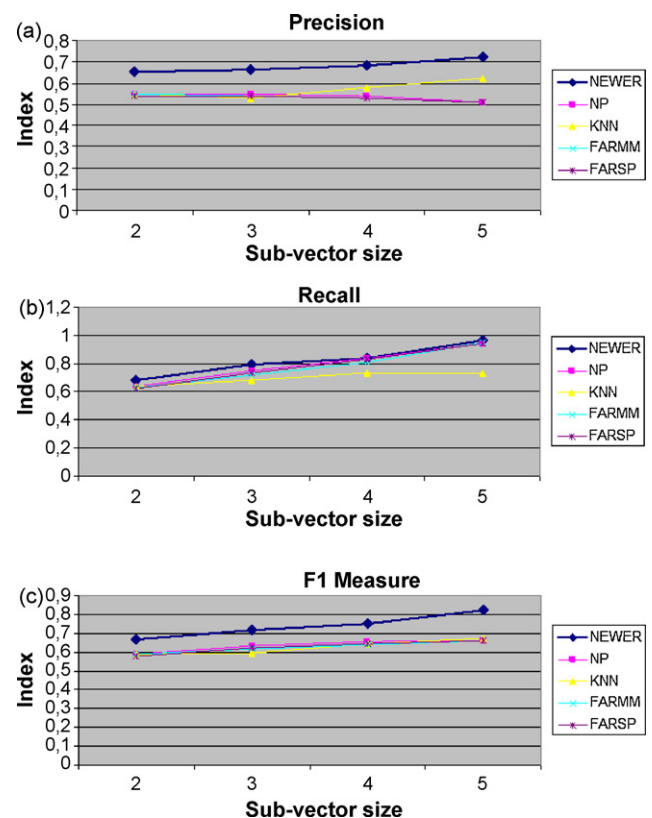 (a)
Precision
0,8
0,7
0,6
0,5
0,4
0,3
0,2
0,1
0
Index
2 3 4 5
Sub-vector size
NEWER
NP
KNN
FARMM
FARSP
(b)
Recall
1,2
1
0,8
0,6
0,4
0,2
0
Index
2 3 4 5
Sub-vector size
NEWER
NP
KNN
FARMM
FARSP
(c)
F1 Measure
0,9
0,8
0,7
0,6
0,5
0,4
0,3
0,2
0,1
0
Index
2 3 4 5
Sub-vector size
NEWER
NP
KNN
FARMM
FARSP